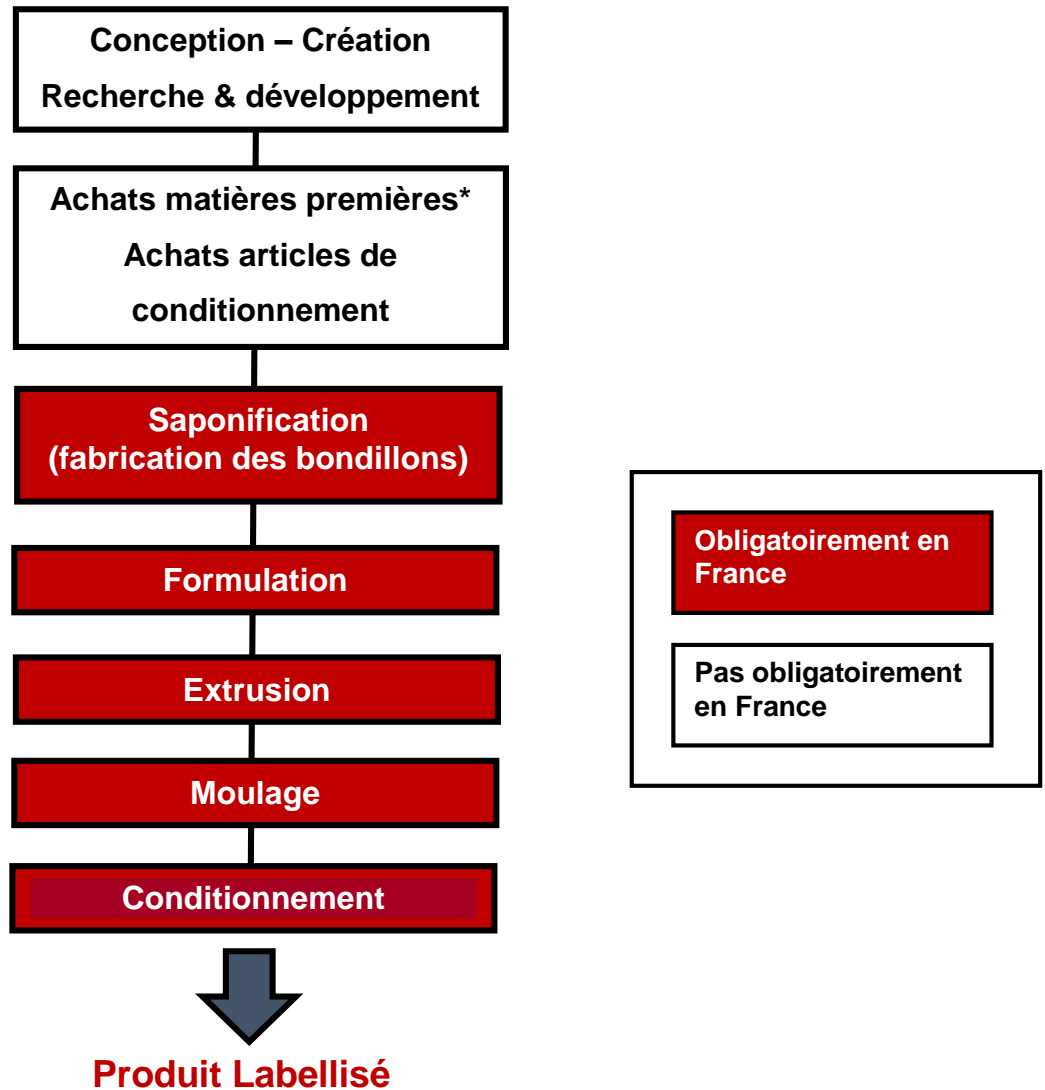 Conception – Création
Recherche & développement
Achats matières premières*
Achats articles de
conditionnement
Saponification
(fabrication des bondillons)
Formulation
Extrusion
Moulage
Conditionnement
Produit Labellisé
Obligatoirement en
France
Pas obligatoirement
en France